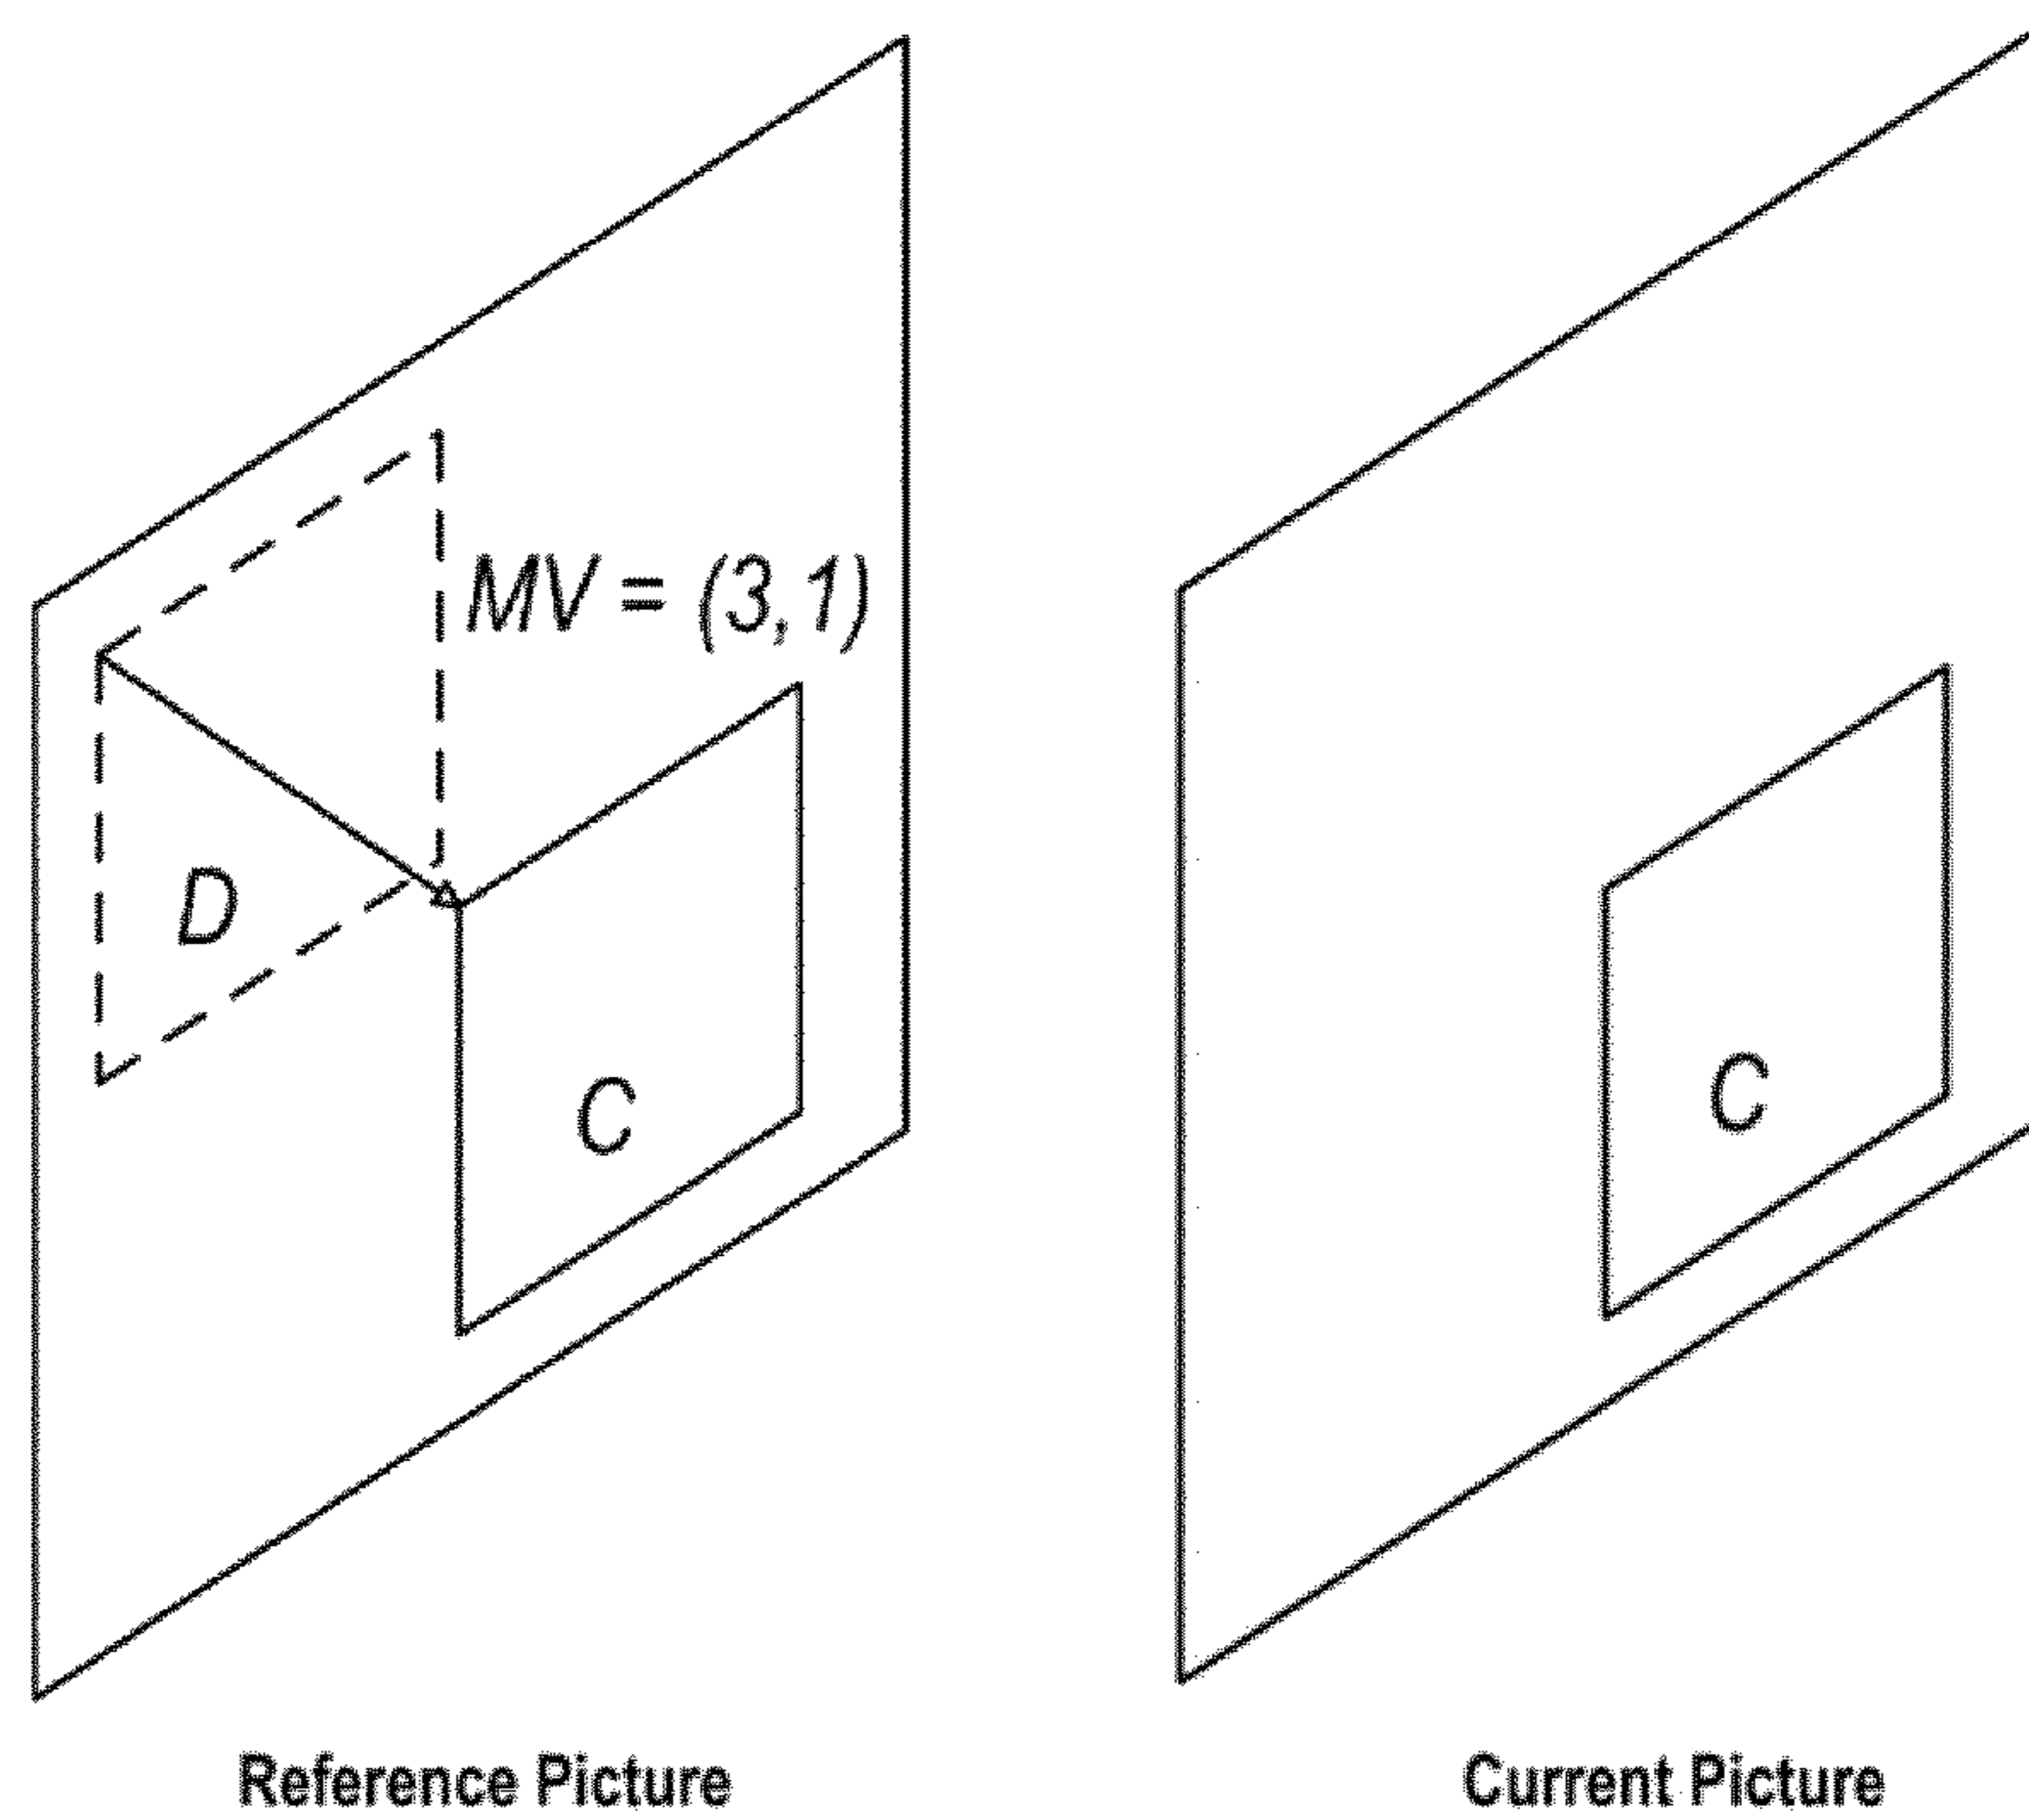 MV = (3,1)
D
C
C
Reference Picture
Current Picture